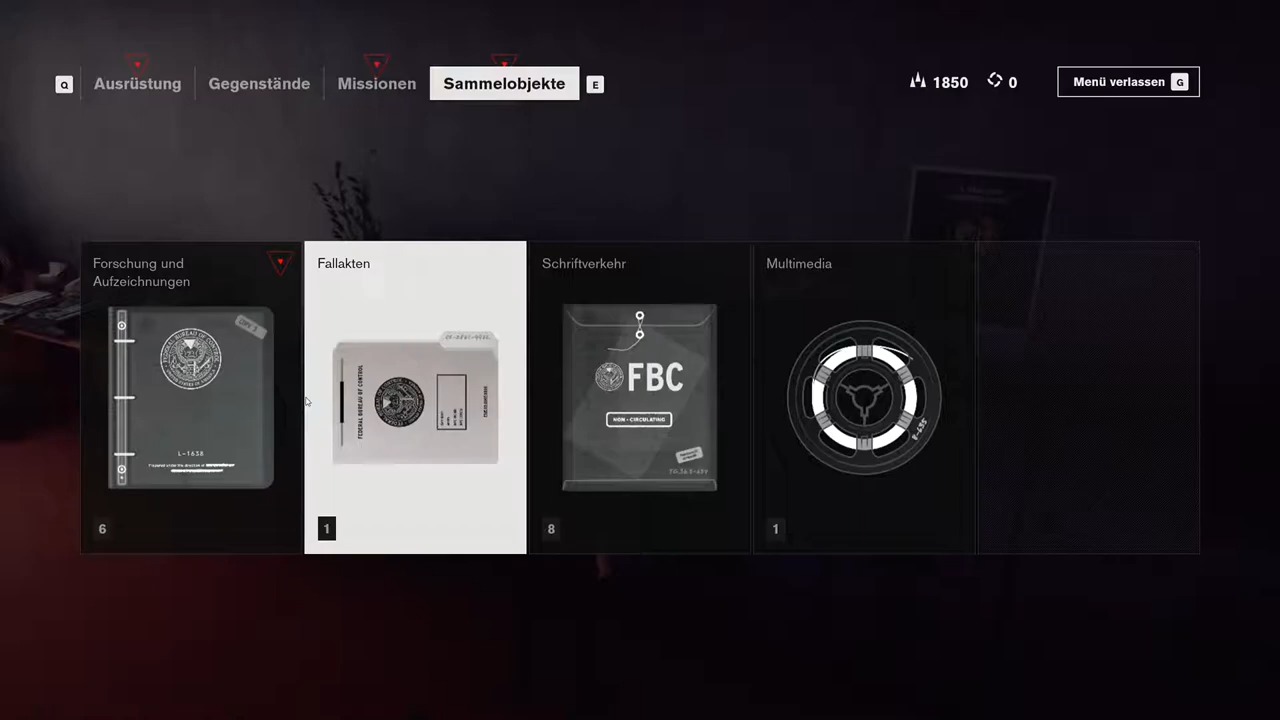 Q
Ausrüstung
Gegenstände
Missionen
Sammelobjekte
E
1850
0
Menü verlassen G
Forschung und
Aufzeichnungen
Fallakten
Schriftverkehr
Multimedia
L-1638
FEDERAL BUREAU OF CONTROL
FBC
NON - CIRCULATING
6
1
8
1